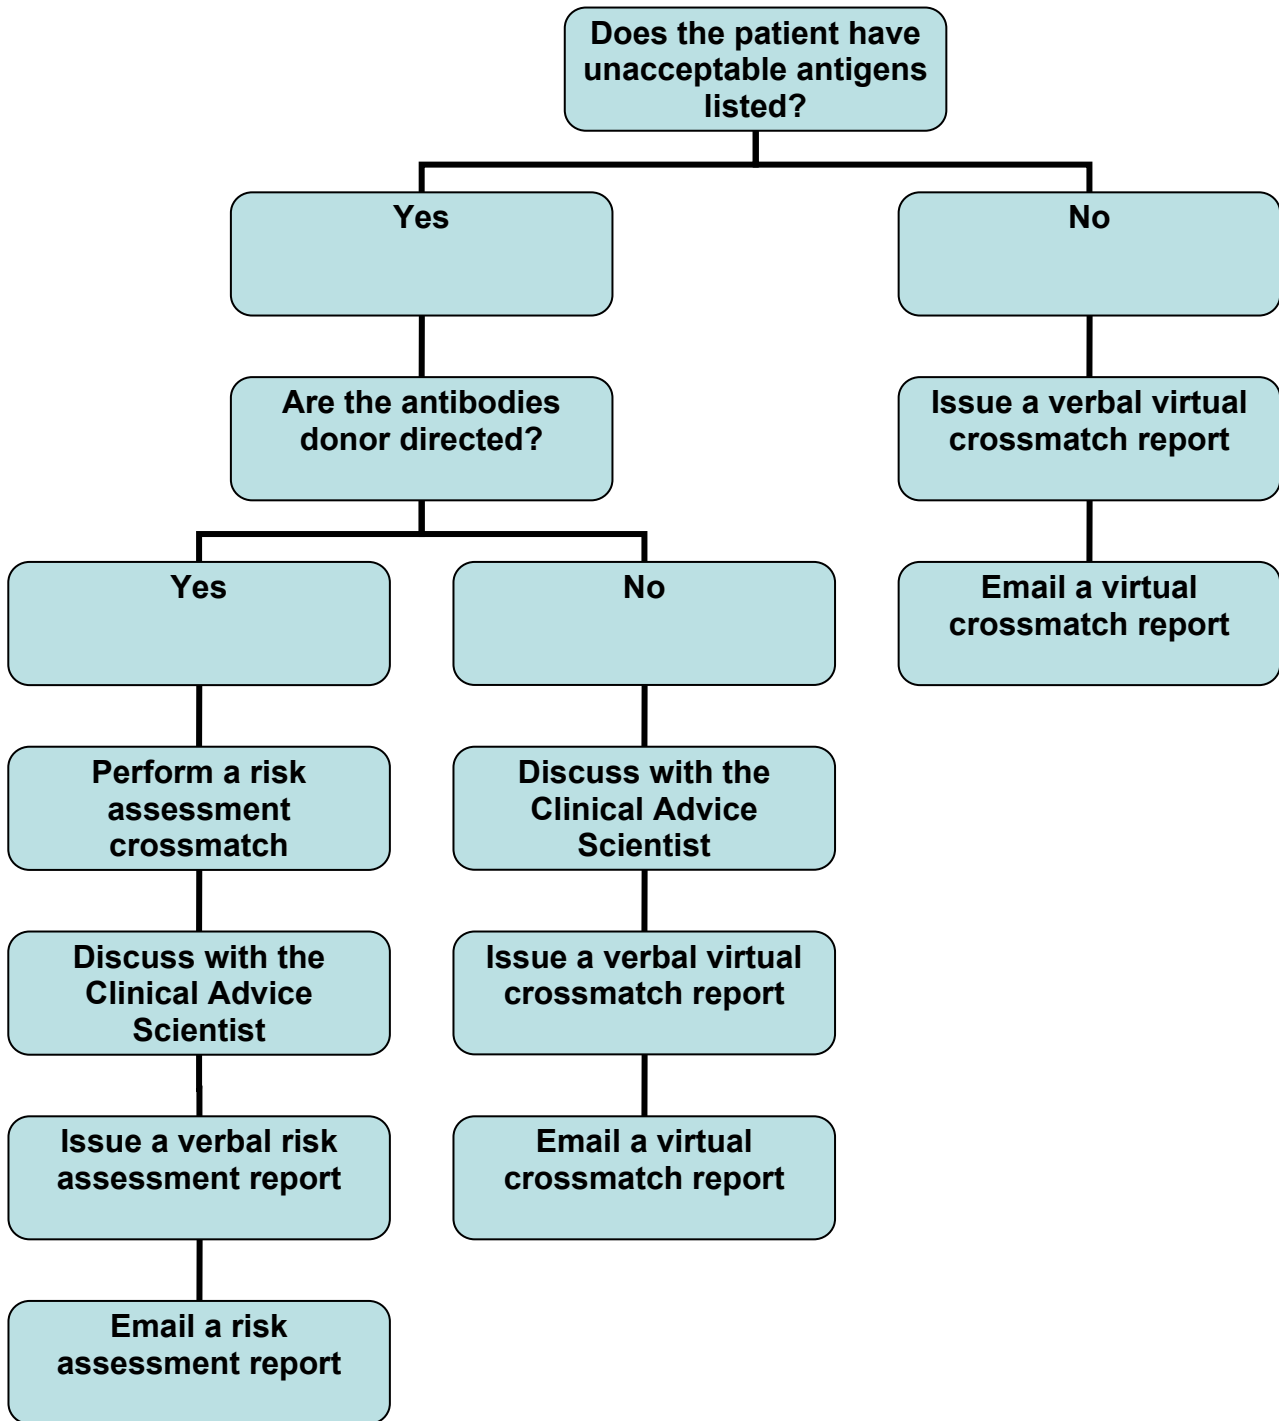 Does the patient have
unacceptable antigens
listed?
Yes
No
Are the antibodies
donor directed?
Issue a verbal virtual
crossmatch report
Yes
No
Email a virtual
crossmatch report
Perform a risk
assessment
crossmatch
Discuss with the
Clinical Advice
Scientist
Discuss with the
Clinical Advice
Scientist
Issue a verbal virtual
crossmatch report
Issue a verbal risk
assessment report
Email a virtual
crossmatch report
Email a risk
assessment report